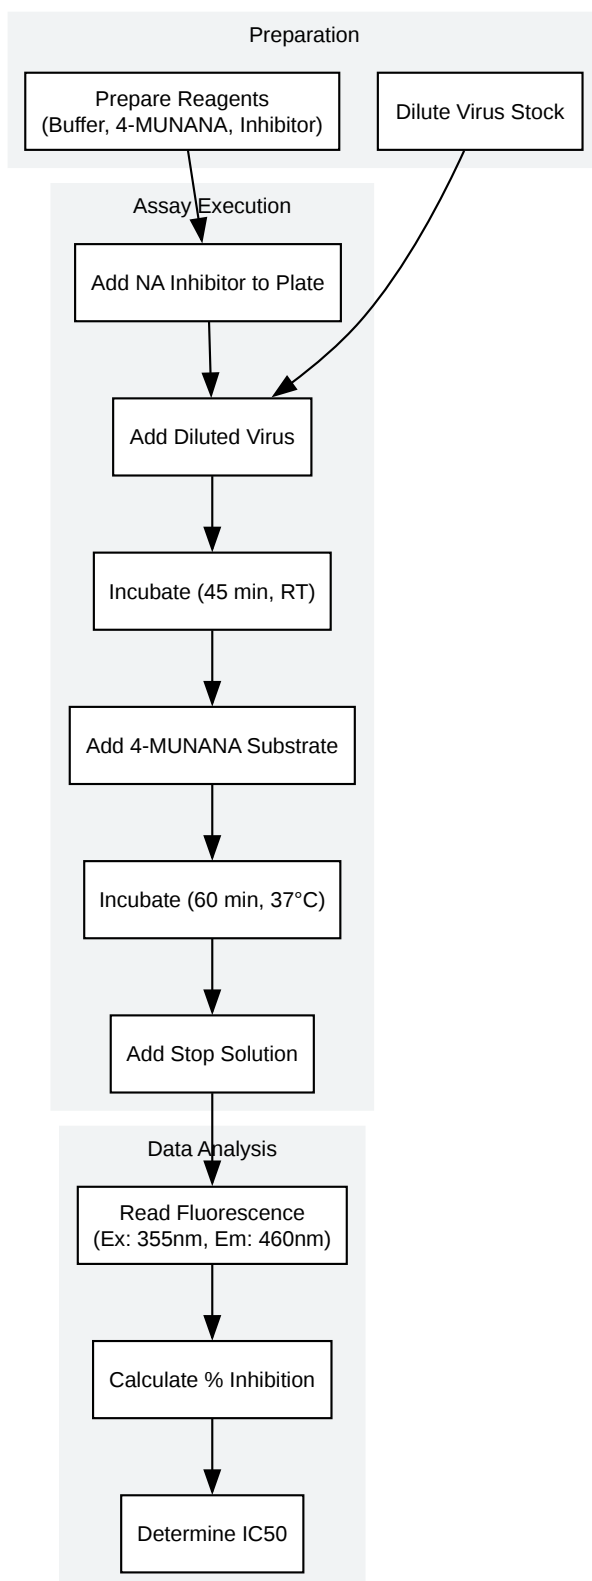 Preparation
Prepare Reagents
(Buffer, 4-MUNANA, Inhibitor)
Dilute Virus Stock
Assay Execution
Add NA Inhibitor to Plate
Add Diluted Virus
Incubate (45 min, RT)
Add 4-MUNANA Substrate
Incubate (60 min, 37°C)
Add Stop Solution
Data Analysis
Read Fluorescence
(Ex: 355nm, Em: 460nm)
Calculate % Inhibition
Determine IC50